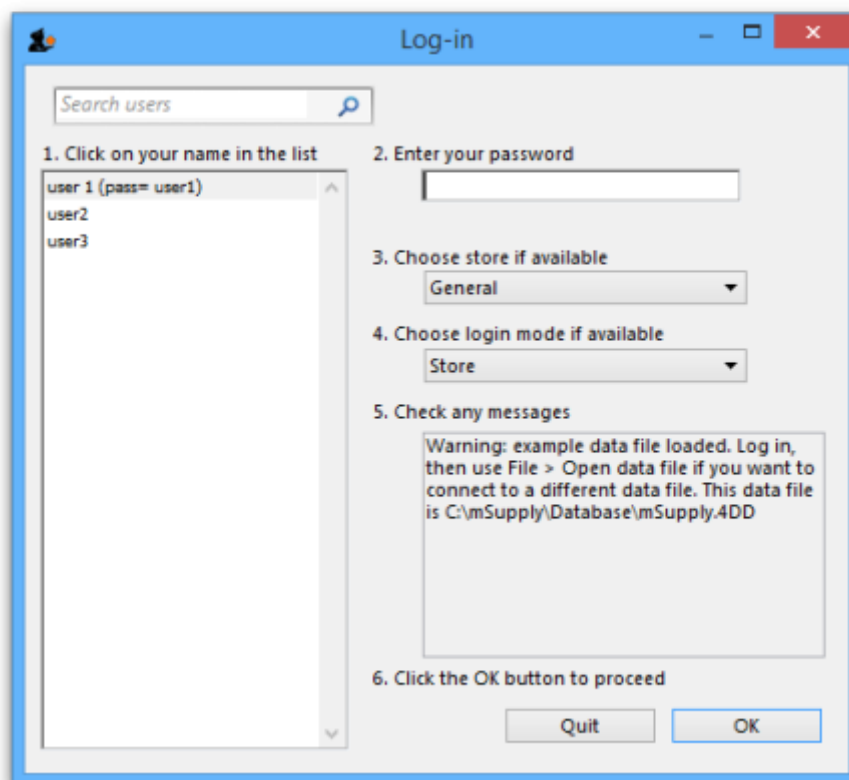 Log-in
Search users
1. Click on your name in the list
user 1 (pass= user1)
user2
user3
2. Enter your password
3. Choose store if available
General
4. Choose login mode if available
Store
5. Check any messages
Warning: example data file loaded. Log in,
then use File > Open data file if you want to
connect to a different data file. This data file
is C:\mSupply\Database\mSupply.4DD
6. Click the OK button to proceed
Quit
OK